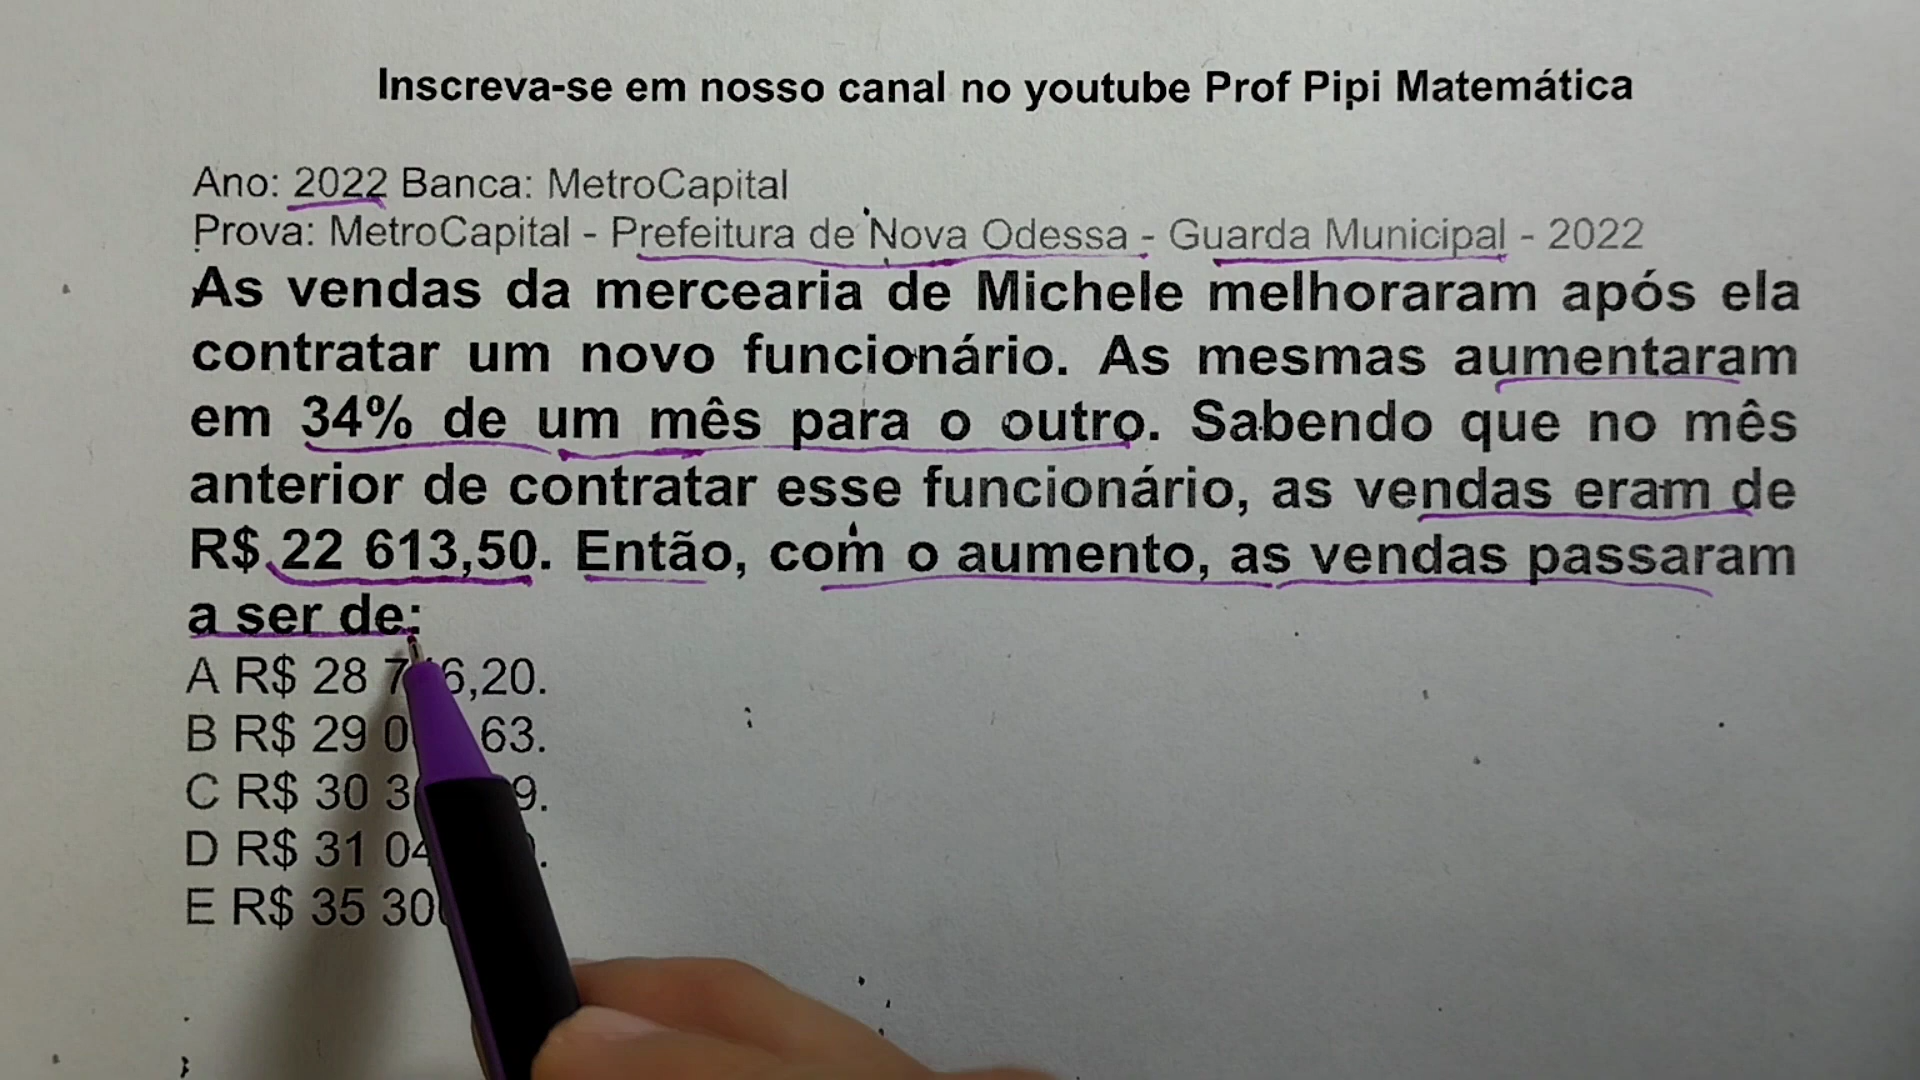 Inscreva-se em nosso canal no youtube Prof Pipi Matemática
Ano: 2022 Banca: MetroCapital
Prova: MetroCapital - Prefeitura de Nova Odessa - Guarda Municipal - 2022
As vendas da mercearia de Michele melhoraram após ela
contratar um novo funcionário. As mesmas aumentaram
em 34% de um mês para o outro. Sabendo que no mês
anterior de contratar esse funcionário, as vendas eram de
R$ 22 613,50. Então, com o aumento, as vendas passaram
a ser de:
A R$ 28
B R$ 29
C R$ 30
D R$ 31
E R$ 35